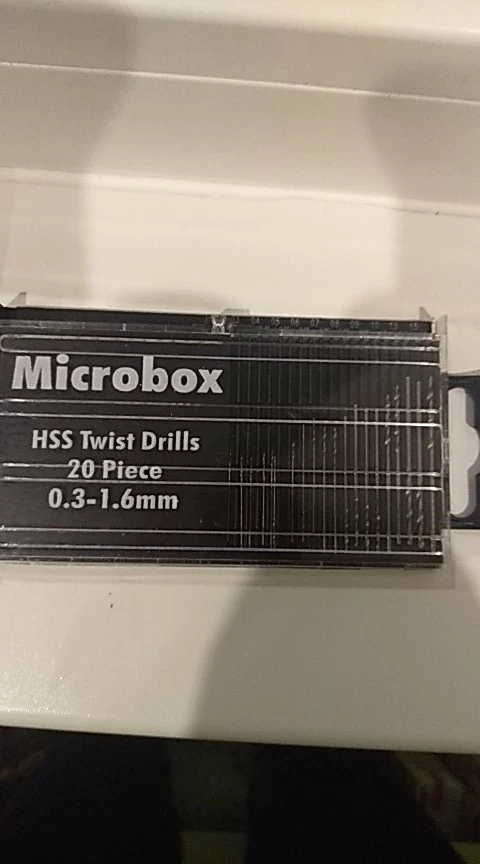 Microbox
HSS Twist Drills
20 Piece
0.3-1.6mm